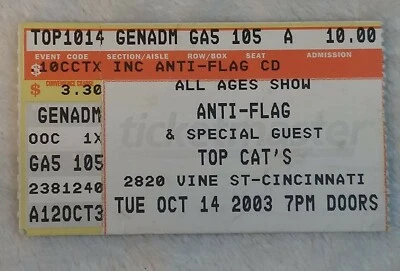 TOP1014 GENADM GA5 105 A 10.00
EVENT CODE SECTION/AISLE ROW/BOX SEAT ADMISSION
$10CCTX INC ANTI-FLAG CD
CONVENIENCE CHARGE
$ 3.30 ALL AGES SHOW
GENADM ANTI-FLAG
OOC 1X & SPECIAL GUEST
GA5 105 TOP CAT'S
2381240 2820 VINE ST-CINCINNATI
A12OCT3 TUE OCT 14 2003 7PM DOORS